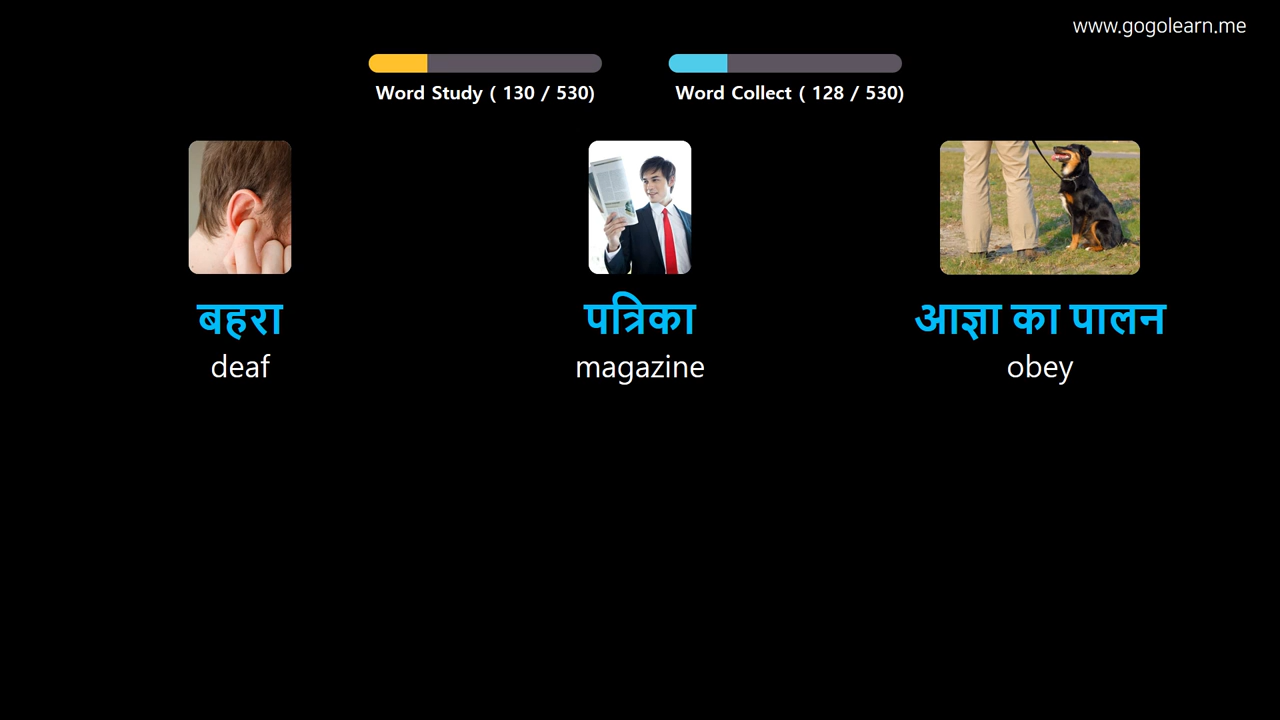 www.gogolearn.me
Word Study ( 130 / 530)
Word Collect ( 128 / 530)
बहरा
पत्रिका
आज्ञा का पालन
deaf
magazine
obey